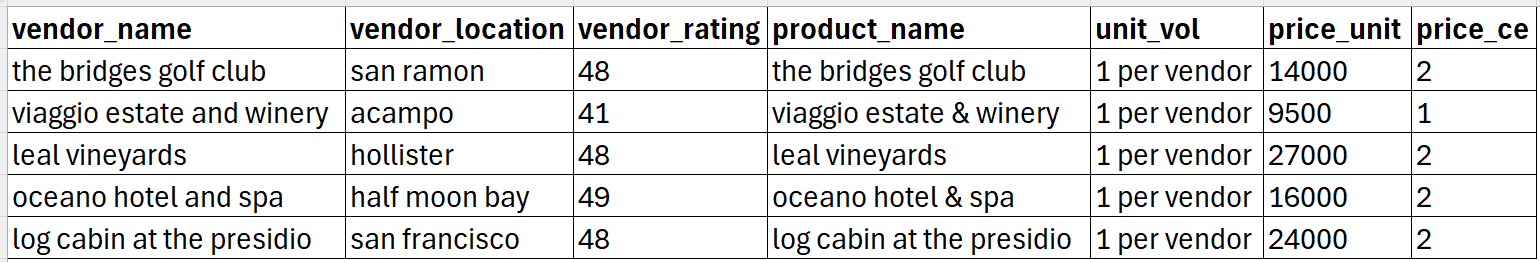 vendor_name vendor_location vendor_rating product_name unit_vol price_unit price_ce
the bridges golf club san ramon 48 the bridges golf club 1 per vendor 14000 2
viaggio estate and winery acampo 41 viaggio estate & winery 1 per vendor 9500 1
leal vineyards hollister 48 leal vineyards 1 per vendor 27000 2
oceano hotel and spa half moon bay 49 oceano hotel & spa 1 per vendor 16000 2
log cabin at the presidio san francisco 48 log cabin at the presidio 1 per vendor 24000 2